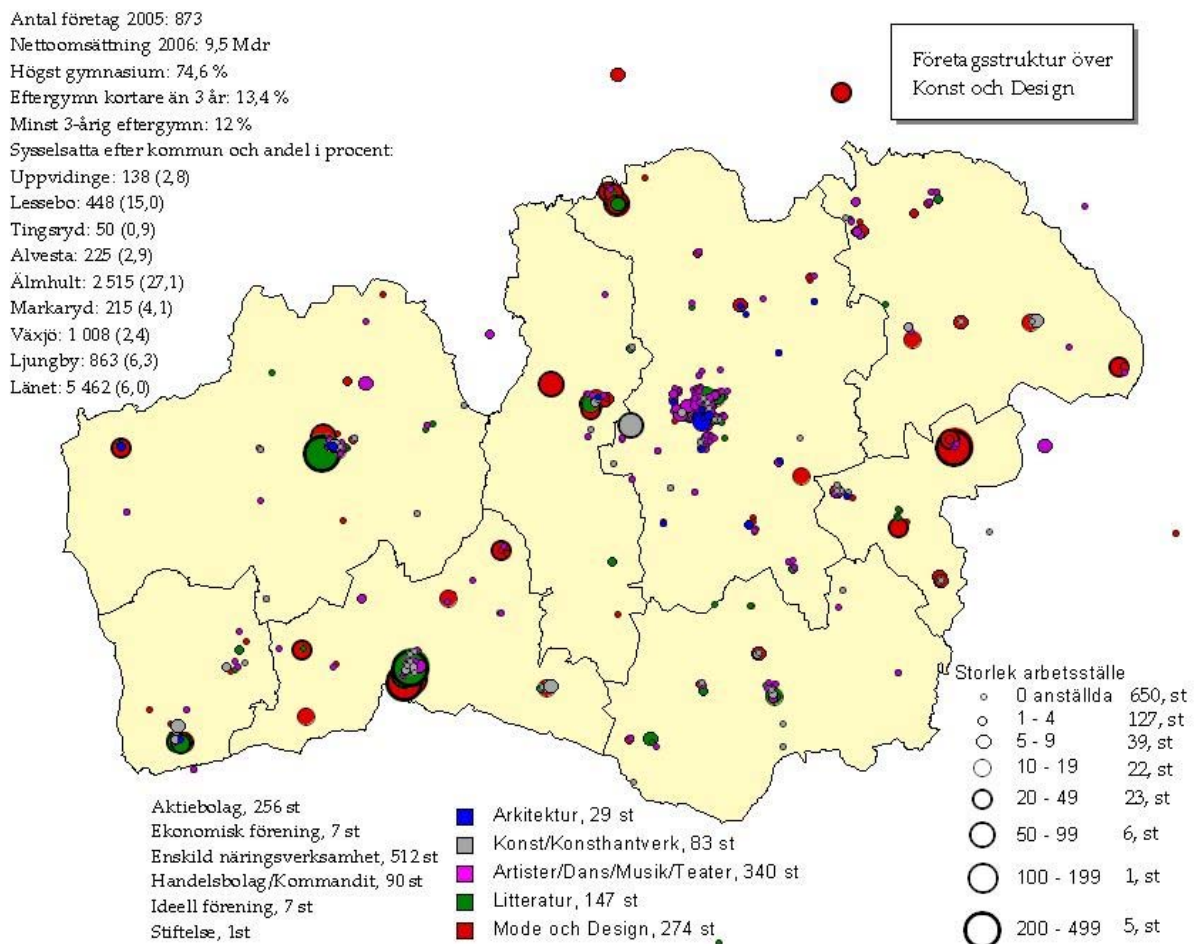 Antal företag 2005: 873
Nettoomsättning 2006: 9,5 Mdr
Högst gymnasium: 74,6 %
Eftergymn kortare än 3 år: 13,4 %
Minst 3-årig eftergymn: 12 %
Sysselsatta efter kommun och andel i procent:
Uppvidinge: 138 (2,8)
Lessebo: 448 (15,0)
Tingsryd: 50 (0,9)
Alvesta: 225 (2,9)
Älmhult: 2 515 (27,1)
Markaryd: 215 (4,1)
Växjö: 1 008 (2,4)
Ljungby: 863 (6,3)
Länet: 5 462 (6,0)
Företagsstruktur över
Konst och Design
Aktiebolag, 256 st
Ekonomisk förening, 7 st
Enskild näringsverksamhet, 512 st
Handelsbolag/Kommandit, 90 st
Ideell förening, 7 st
Stiftelse, 1st
Arkitektur, 29 st
Konst/Konsthantverk, 83 st
Artister/Dans/Musik/Teater, 340 st
Litteratur, 147 st
Mode och Design, 274 st
Storlek arbetsställe
0 anställda 650, st
1 - 4 127, st
5 - 9 39, st
10 - 19 22, st
20 - 49 23, st
50 - 99 6, st
100 - 199 1, st
200 - 499 5, st